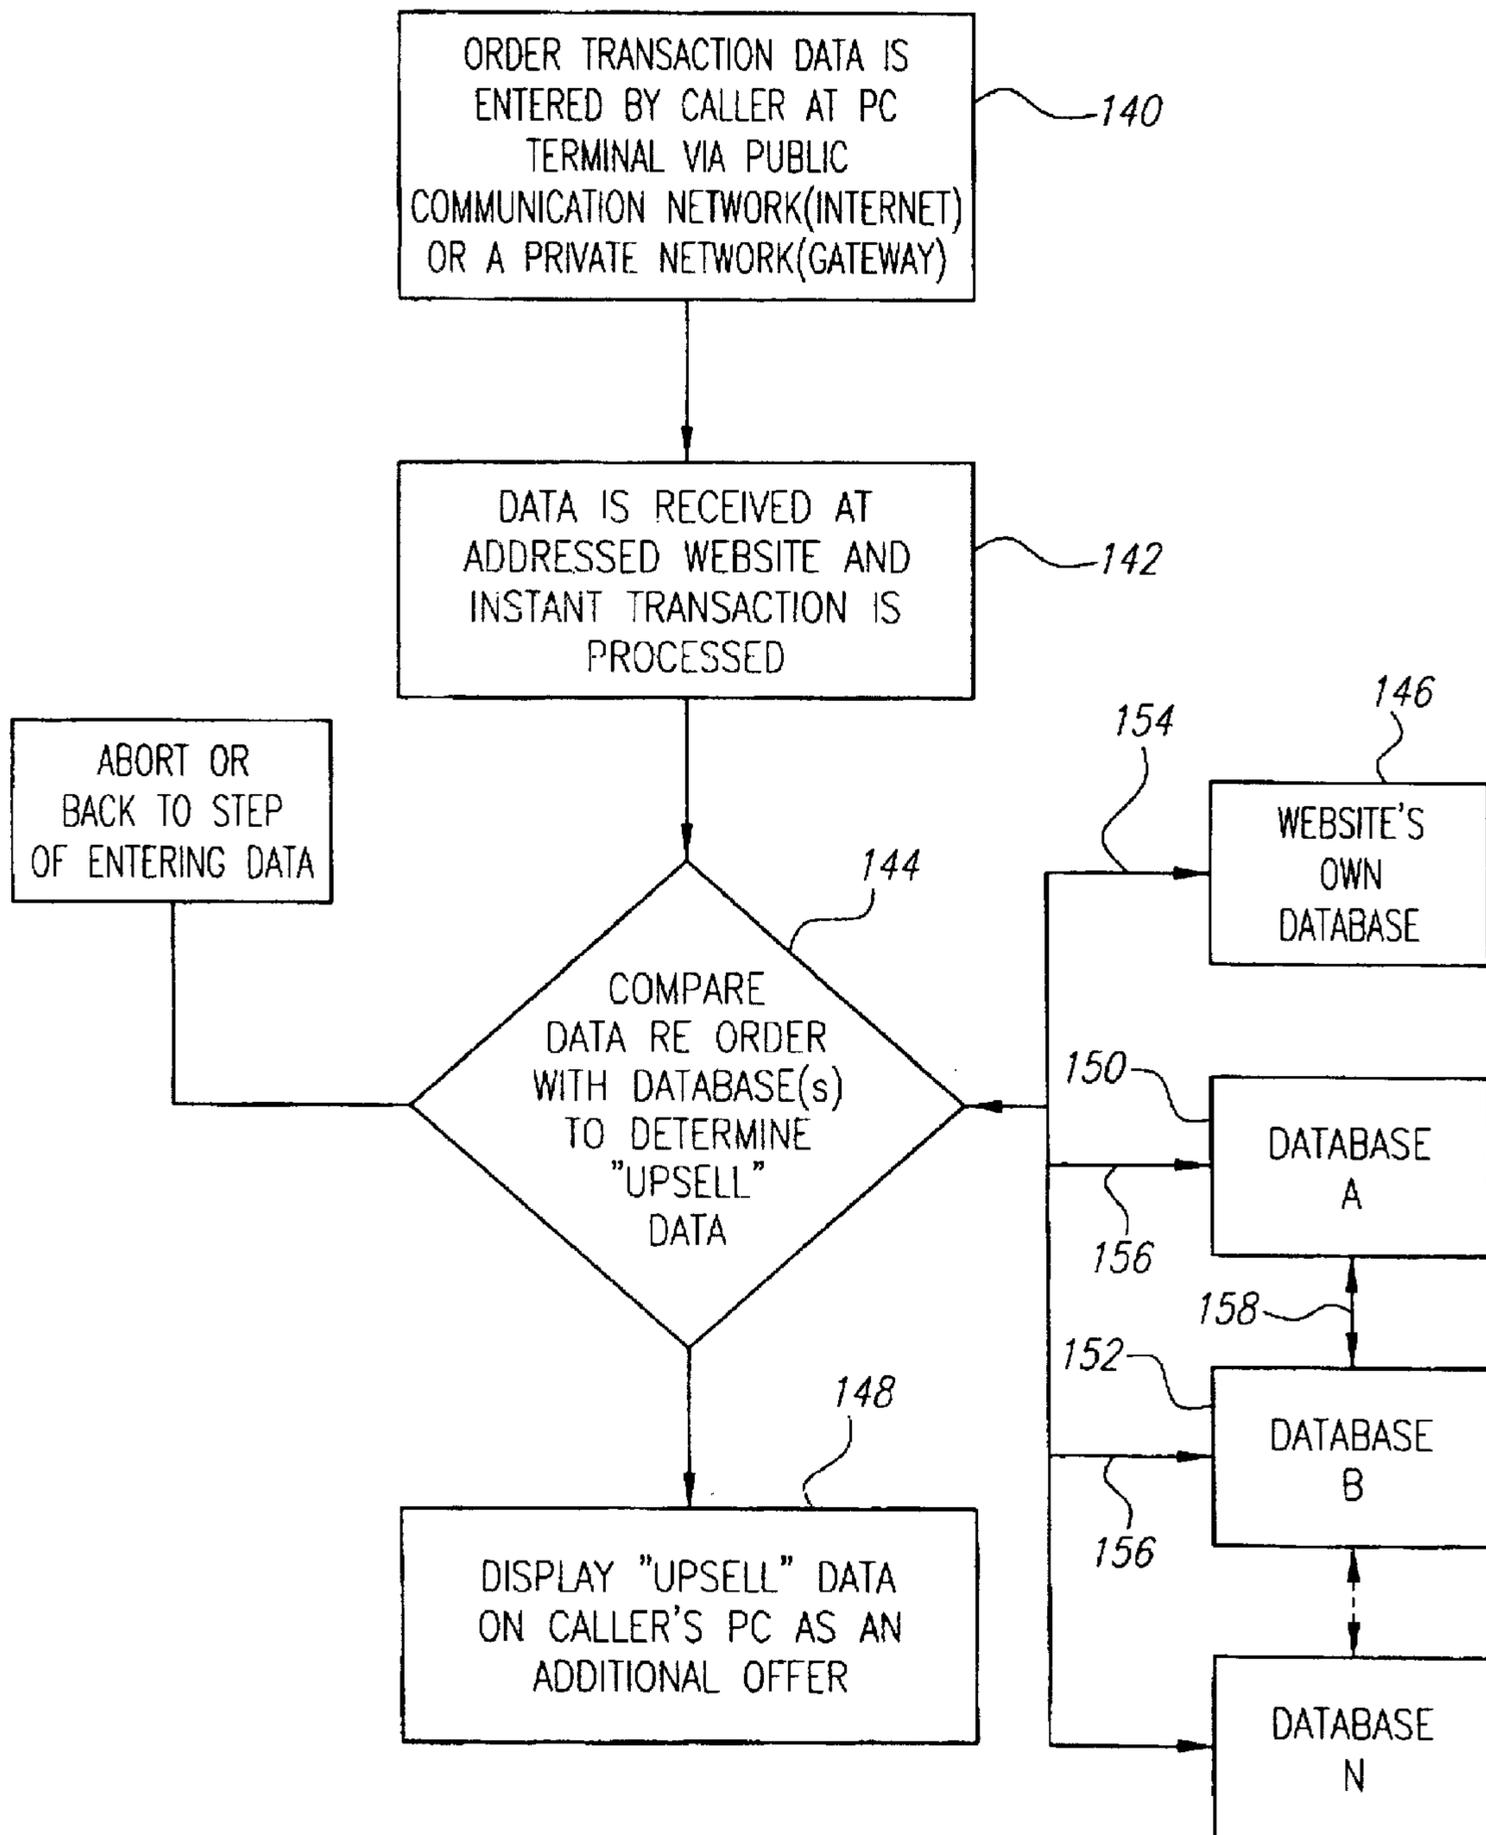 ORDER TRANSACTION DATA IS
ENTERED BY CALLER AT PC
TERMINAL VIA PUBLIC
COMMUNICATION NETWORK(INTERNET)
OR A PRIVATE NETWORK(GATEWAY)
140
DATA IS RECEIVED AT
ADDRESSED WEBSITE AND
INSTANT TRANSACTION IS
PROCESSED
142
ABORT OR
BACK TO STEP
OF ENTERING DATA
144
COMPARE
DATA RE ORDER
WITH DATABASE(s)
TO DETERMINE
"UPSELL"
DATA
154
146
WEBSITE'S
OWN
DATABASE
150
DATABASE
A
156
158
152
DATABASE
B
156
148
DISPLAY "UPSELL" DATA
ON CALLER'S PC AS AN
ADDITIONAL OFFER
DATABASE
N